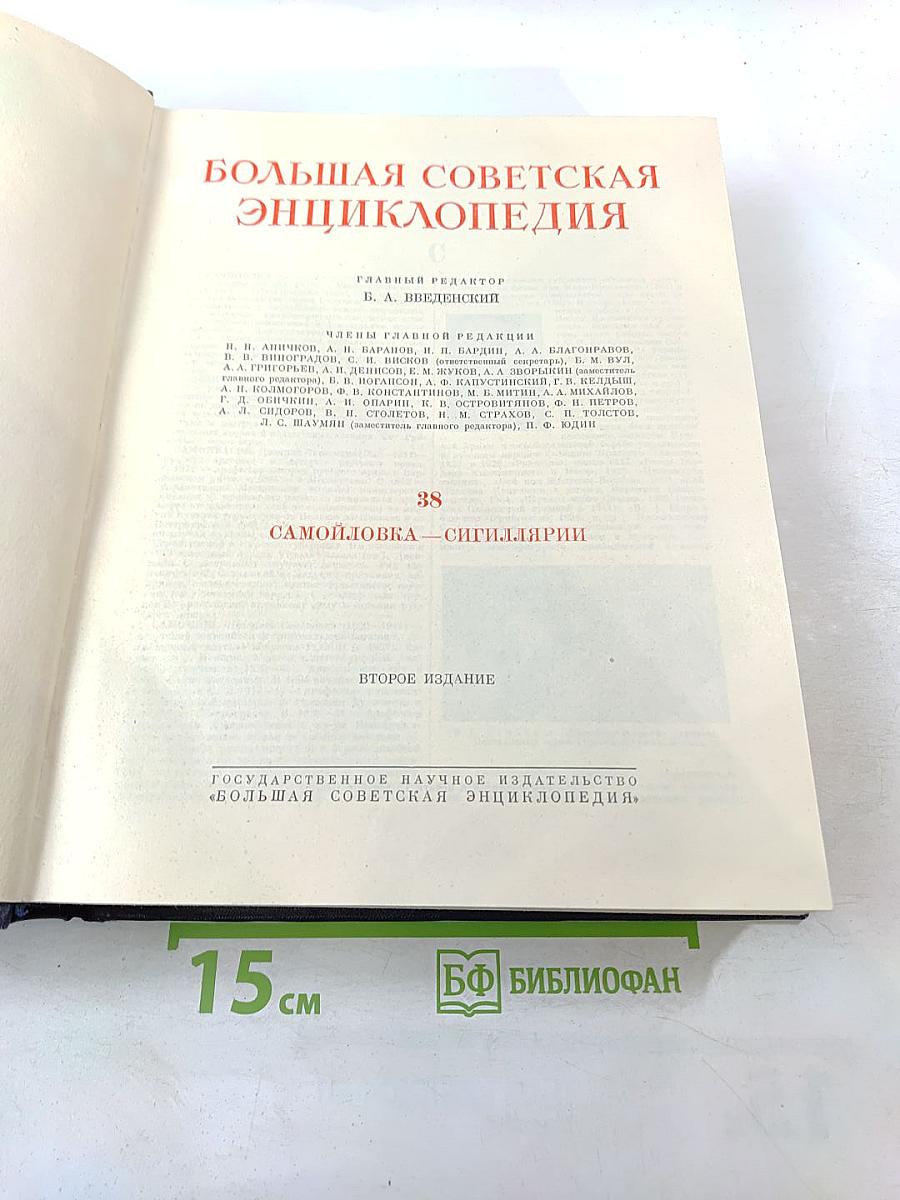 БОЛЬШАЯ СОВЕТСКАЯ
ЭНЦИКЛОПЕДИЯ
ГЛАВНЫЙ РЕДАКТОР
Б. А. ВВЕДЕНСКИЙ
ЧЛЕНЫ ГЛАВНОЙ РЕДАКЦИИ
Н. Н. АНИЧКОВ, А. Н. БАРАНОВ, И. П. БАРДИН, А. А. БЛАГОНРАВОВ,
В. В. ВИНОГРАДОВ, С. И. ВИСКОВ (ответственный секретарь), Б. М. ВУЛ,
А. А. ГРИГОРЬЕВ, А. И. ДЕНИСОВ, Е. М. ЖУКОВ, А. А. ЗВОРЫКИН (заместитель
главного редактора), Б. В. ИОГАНСОН, А. Ф. КАПУСТИНСКИЙ, Г. В. КЕЛДЫШ,
А. Н. КОЛМОГОРОВ, Ф. В. КОНСТАНТИНОВ, М. Б. МИТИН, А. А. МИХАЙЛОВ,
Г. Д. ОБИЧКИН, А. И. ОПАРИН, К. В. ОСТРОВИТЯНОВ, Ф. Н. ПЕТРОВ,
А. Л. СИДОРОВ, В. Н. СТОЛЕТОВ, Н. М. СТРАХОВ, С. П. ТОЛСТОВ,
Л. С. ШАУМЯН (заместитель главного редактора), П. Ф. ЮДИН
38
САМОЙЛОВКА — СИГИЛЛЯРИИ
ВТОРОЕ ИЗДАНИЕ
ГОСУДАРСТВЕННОЕ НАУЧНОЕ ИЗДАТЕЛЬСТВО
«БОЛЬШАЯ СОВЕТСКАЯ ЭНЦИКЛОПЕДИЯ»
15 см
БФ БИБЛИОФАН